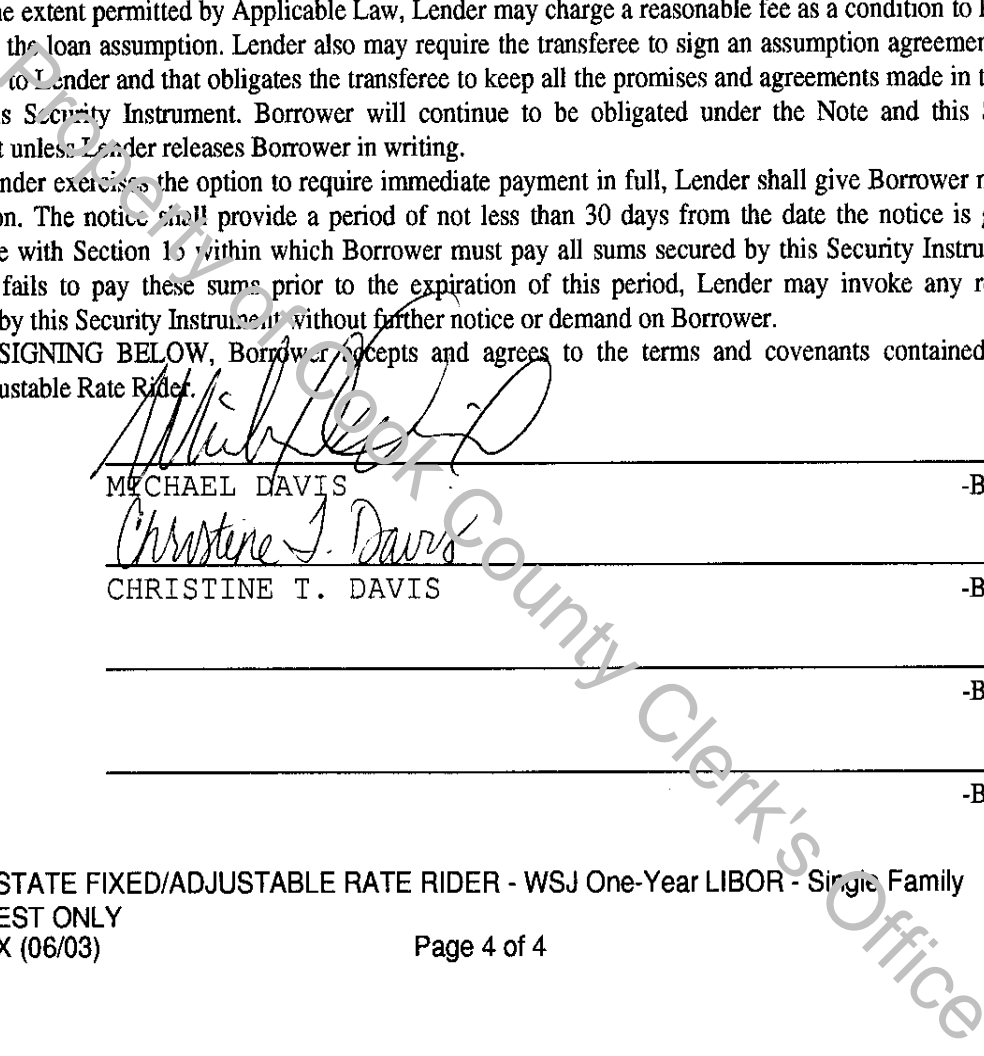 e extent permitted by Applicable Law, Lender may charge a reasonable fee as a condition to
the loan assumption. Lender also may require the transferee to sign an assumption agreemen
to Lender and that obligates the transferee to keep all the promises and agreements made in t
s Security Instrument. Borrower will continue to be obligated under the Note and this
t unless Lender releases Borrower in writing.
nder exercises the option to require immediate payment in full, Lender shall give Borrower n
on. The notice shall provide a period of not less than 30 days from the date the notice is
e with Section 15 within which Borrower must pay all sums secured by this Security Instru
fails to pay these sums prior to the expiration of this period, Lender may invoke any r
by this Security Instrument without further notice or demand on Borrower.
SIGNING BELOW, Borrower accepts and agrees to the terms and covenants contained
ustable Rate Rider.
MICHAEL DAVIS -B
Christine T. Davis
CHRISTINE T. DAVIS -B
-B
-B
STATE FIXED/ADJUSTABLE RATE RIDER - WSJ One-Year LIBOR - Single Family
EST ONLY
X (06/03) Page 4 of 4
Property of Cook County Clerk's Office